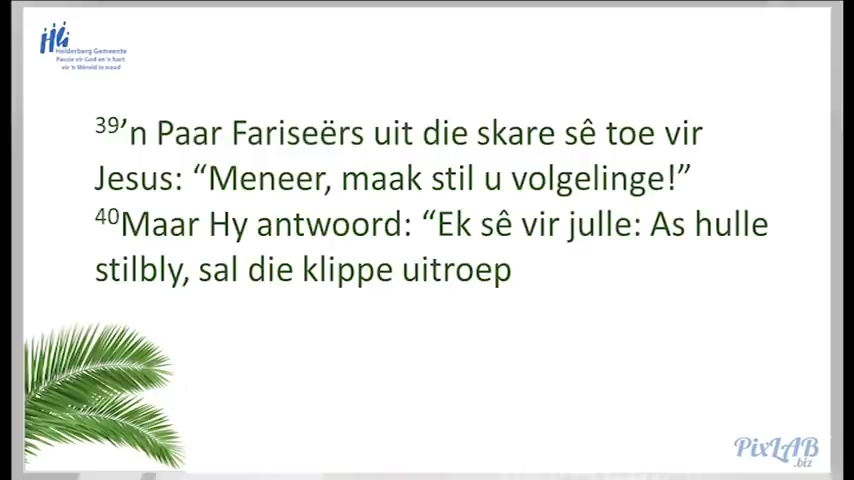 Helderberg Gemeente
Passie vir God en 'n hart
vir 'n Wêreld in nood
³⁹’n Paar Fariseërs uit die skare sê toe vir
Jesus: “Meneer, maak stil u volgelinge!”
⁴⁰Maar Hy antwoord: “Ek sê vir julle: As hulle
stilbly, sal die klippe uitroep
PixLAB
.biz